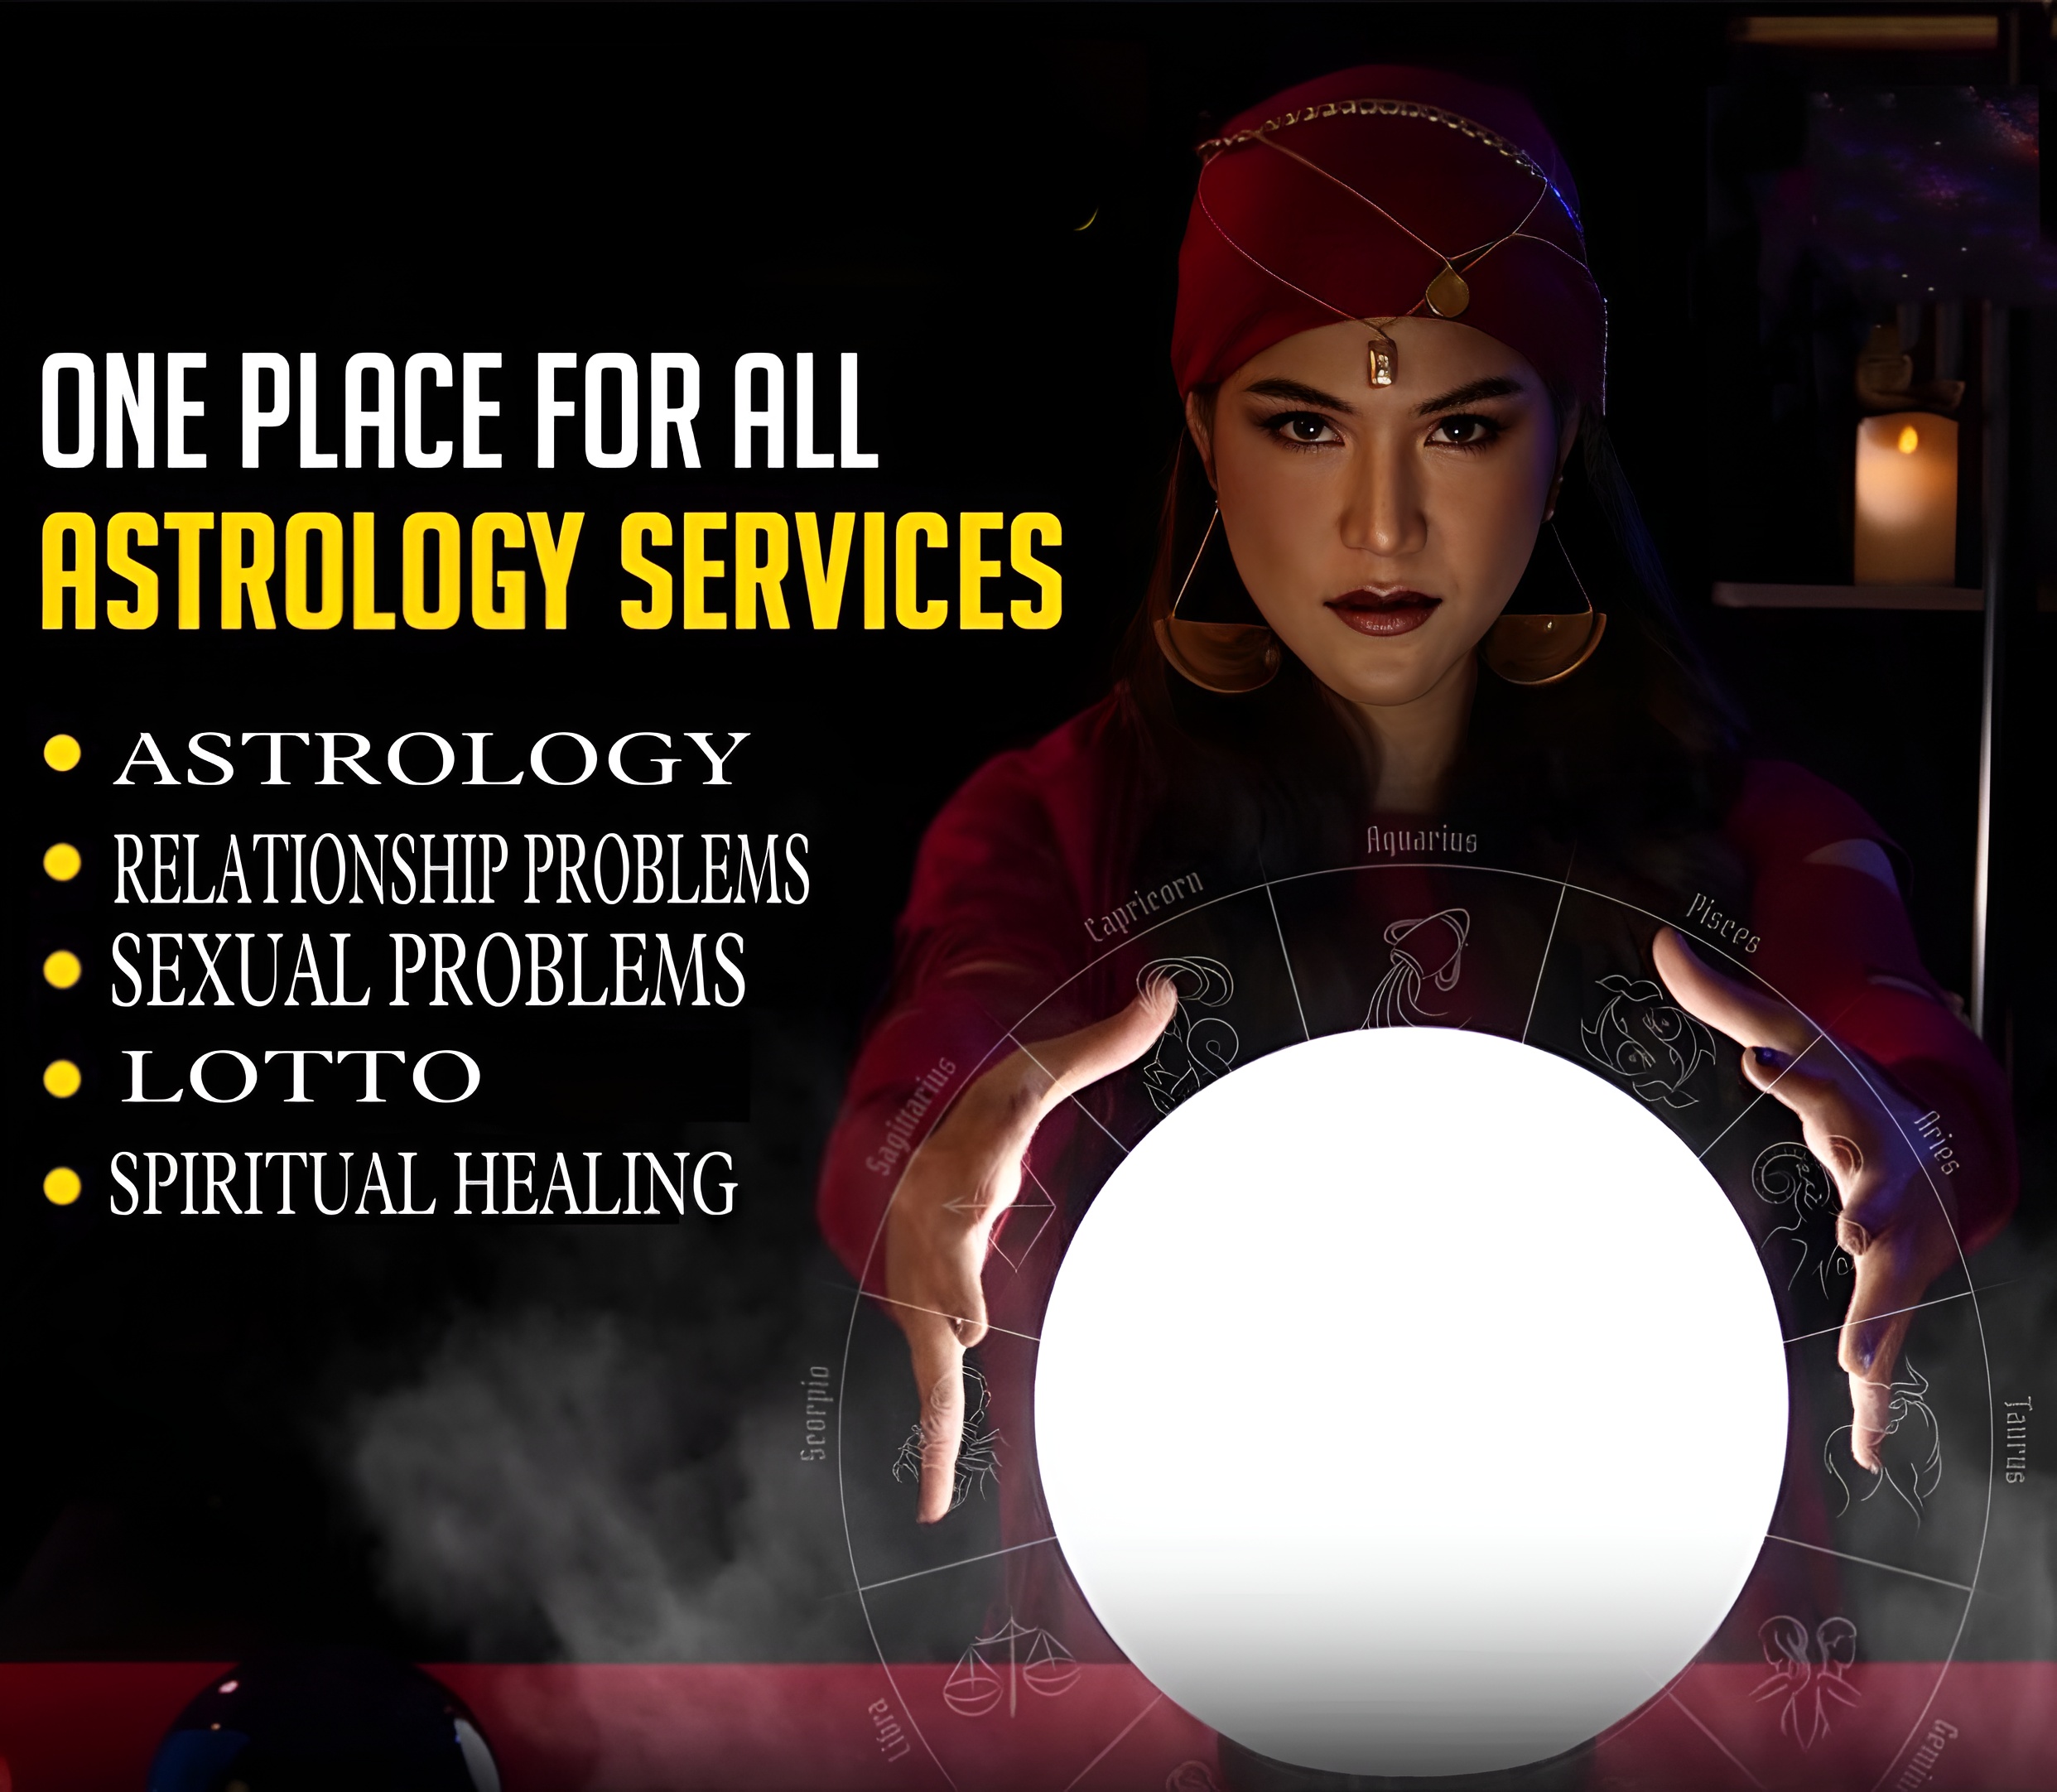 ONE PLACE FOR ALL
ASTROLOGY SERVICES
ASTROLOGY
RELATIONSHIP PROBLEMS
SEXUAL PROBLEMS
LOTTO
SPIRITUAL HEALING
Aquarius
Capricorn
Pisces
Sagittarius
Aries
Scorpio
Taurus
Libra
Gemini